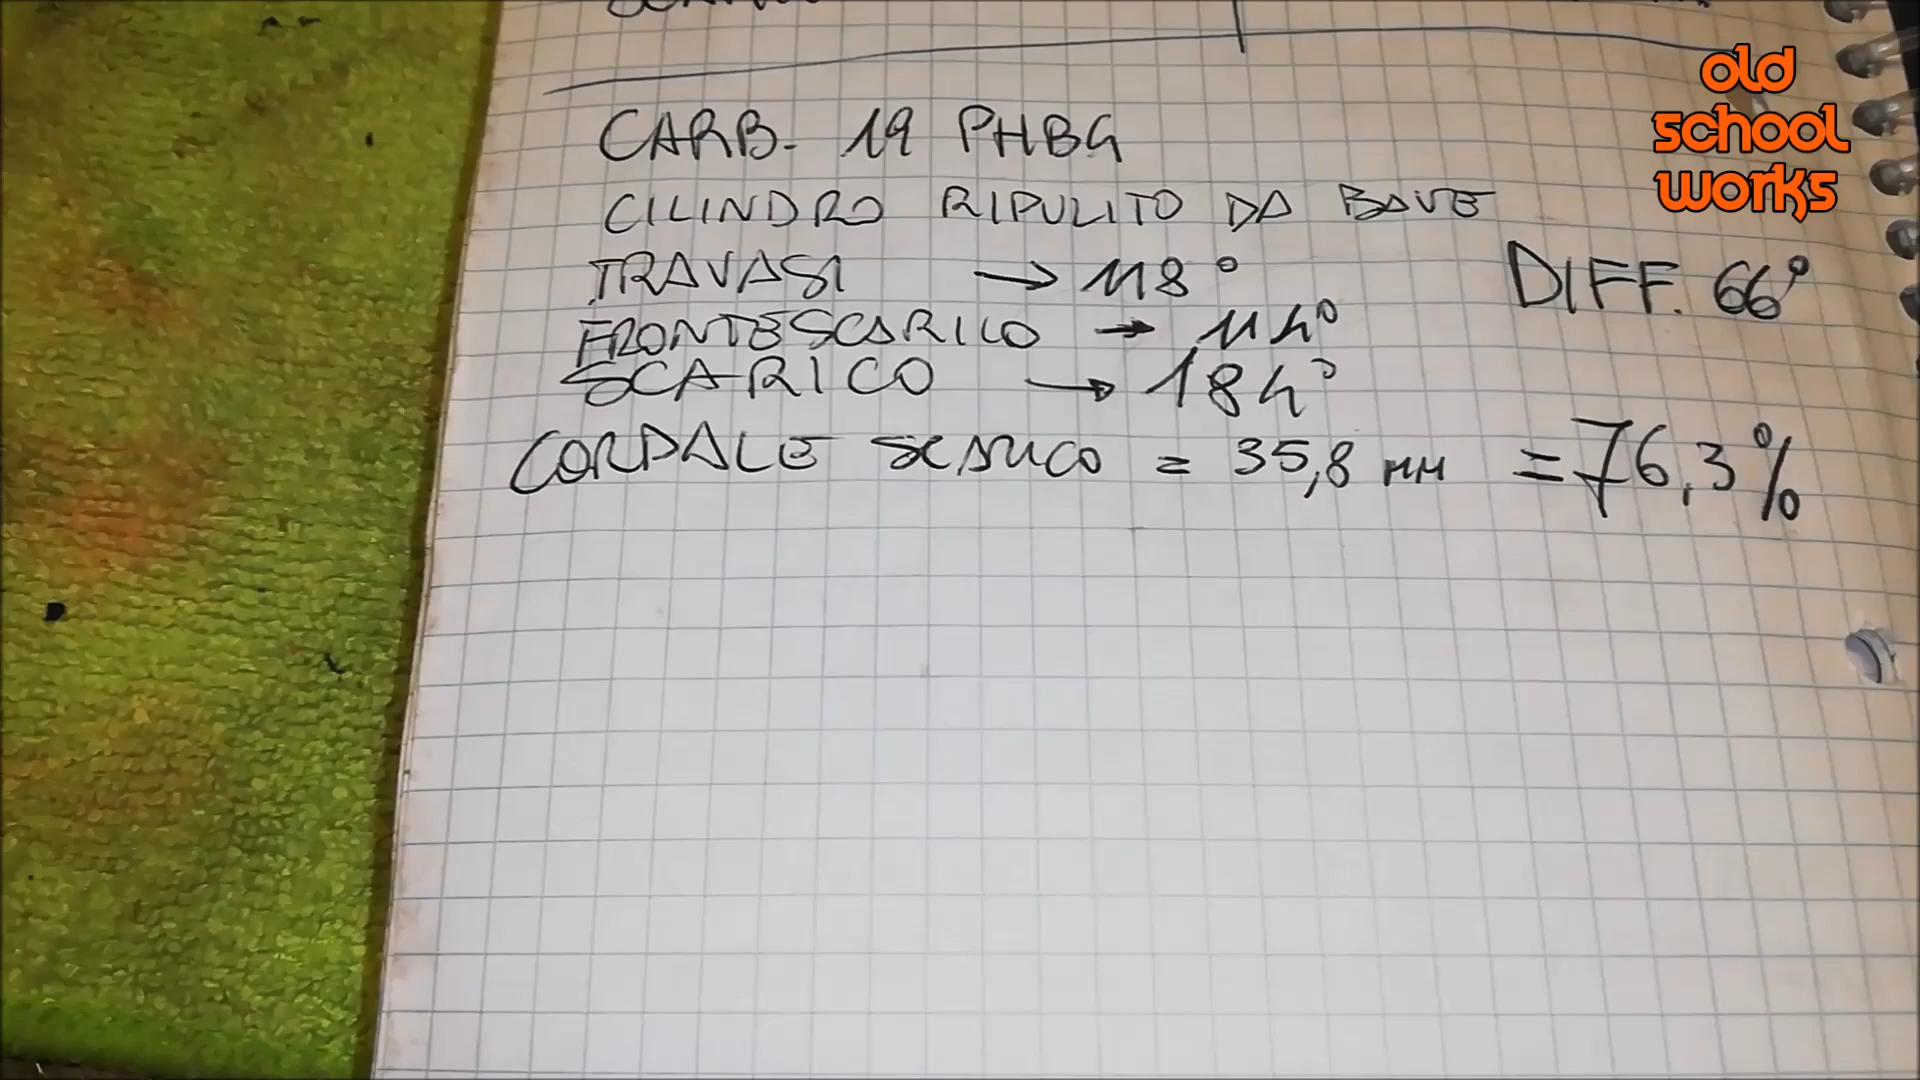 CARB. 19 PHBG
CILINDRO RIPULITO DA BAVE
TRAVASI → 118°
DIFF. 66°
FRONTESCARICO → 114°
SCARICO → 184°
CORDALE SCARICO = 35,8 mm = 76,3%
old
school
works